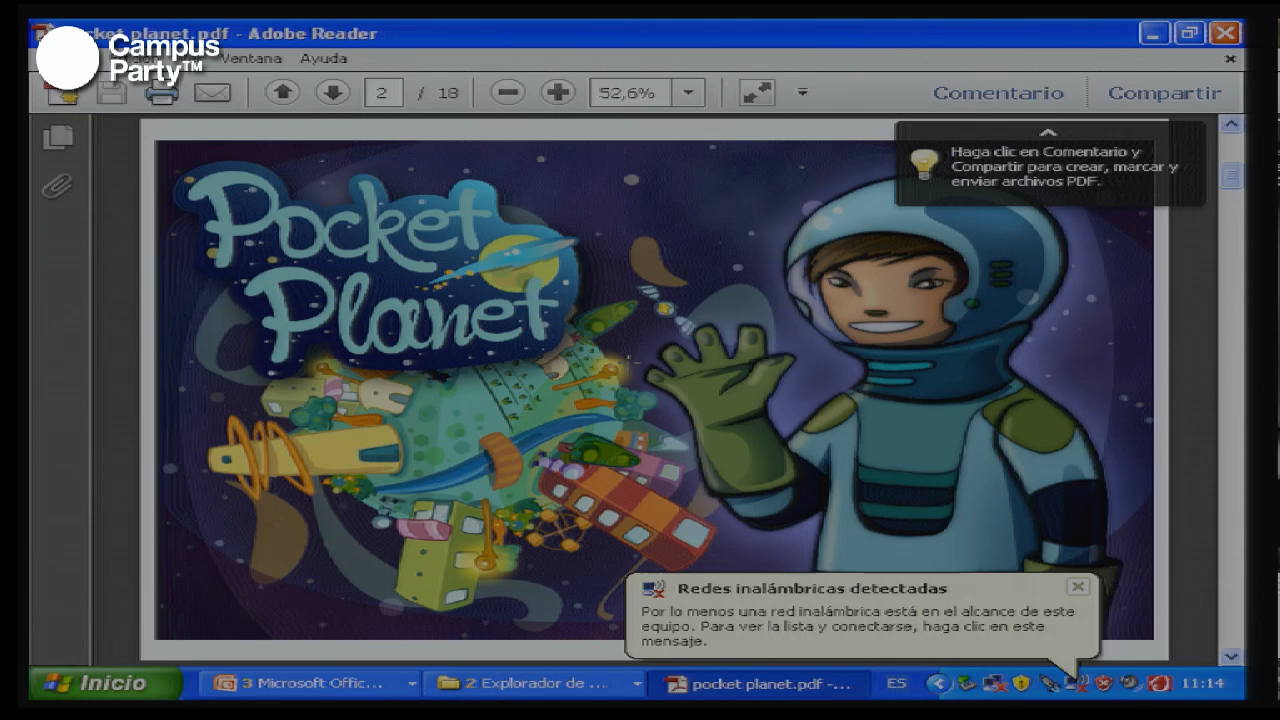 pocket planet.pdf - Adobe Reader
Campus
Party™
Ventana Ayuda
2 / 18 52,6% Comentario Compartir
Haga clic en Comentario y
Compartir para crear, marcar y
enviar archivos PDF.
Pocket
Planet
Redes inalámbricas detectadas
Por lo menos una red inalámbrica está en el alcance de este
equipo. Para ver la lista y conectarse, haga clic en este
mensaje.
Inicio 3 Microsoft Offic... 2 Explorador de ... pocket planet.pdf -... ES 11:14